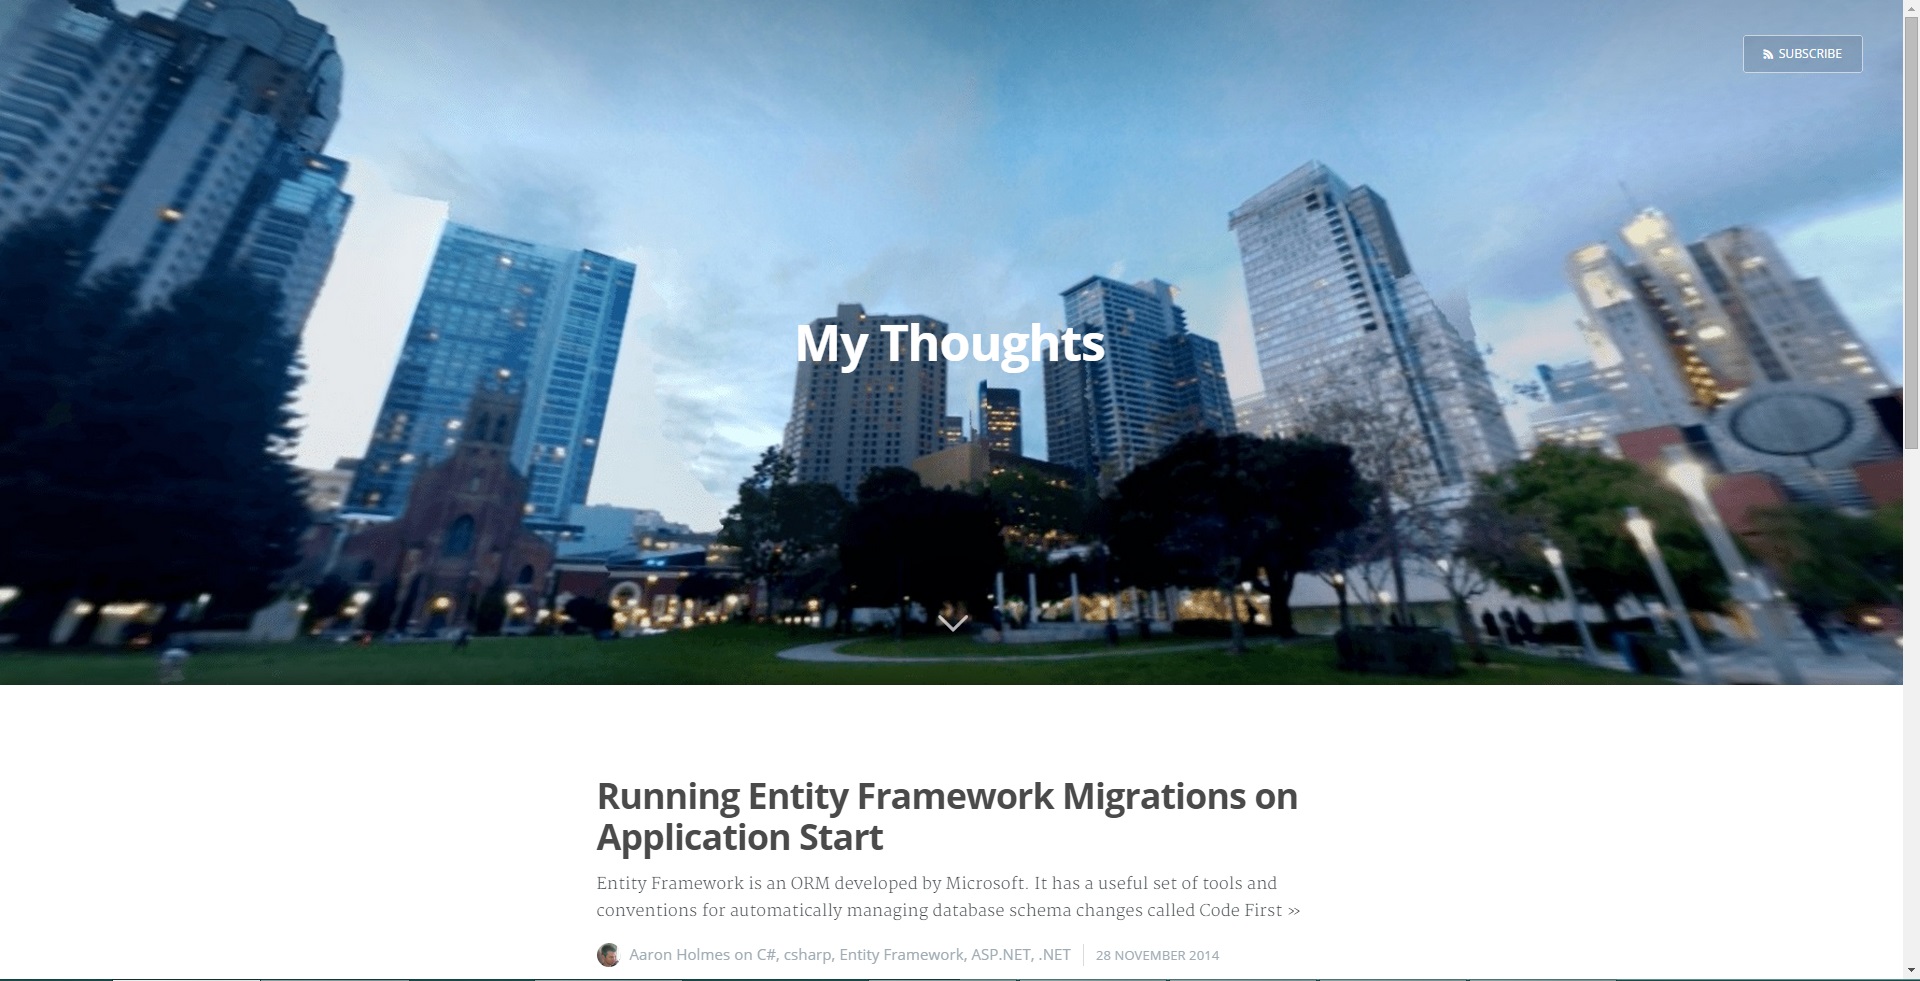 SUBSCRIBE
My Thoughts
Running Entity Framework Migrations on
Application Start
Entity Framework is an ORM developed by Microsoft. It has a useful set of tools and
conventions for automatically managing database schema changes called Code First »
Aaron Holmes on C#, csharp, Entity Framework, ASP.NET, .NET 28 NOVEMBER 2014